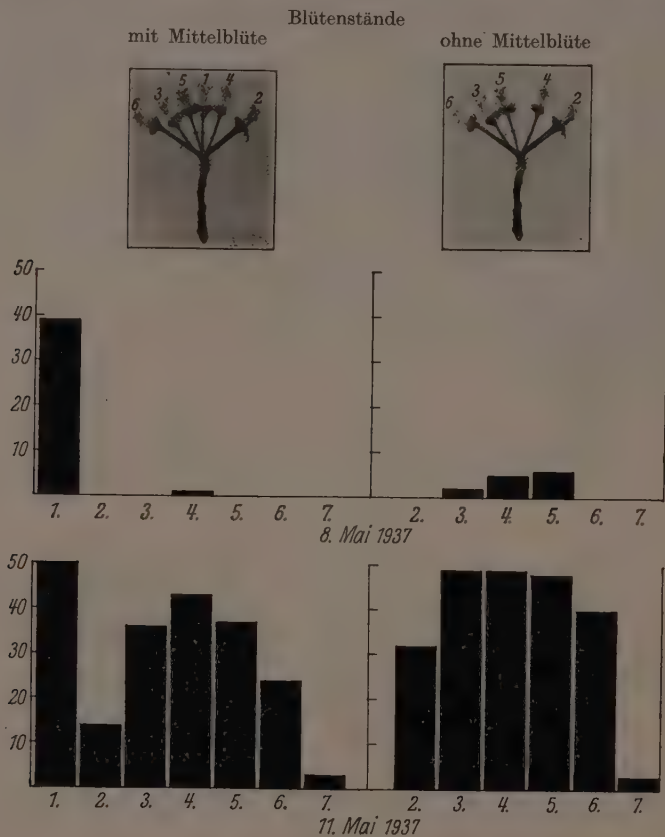 Blütenstände
mit Mittelblüte ohne Mittelblüte
6 3 5 1 4 2
6 3 5 4 2
50
40
30
20
10
1. 2. 3. 4. 5. 6. 7. 2. 3. 4. 5. 6. 7.
8. Mai 1937
50
40
30
20
10
1. 2. 3. 4. 5. 6. 7. 2. 3. 4. 5. 6. 7.
11. Mai 1937